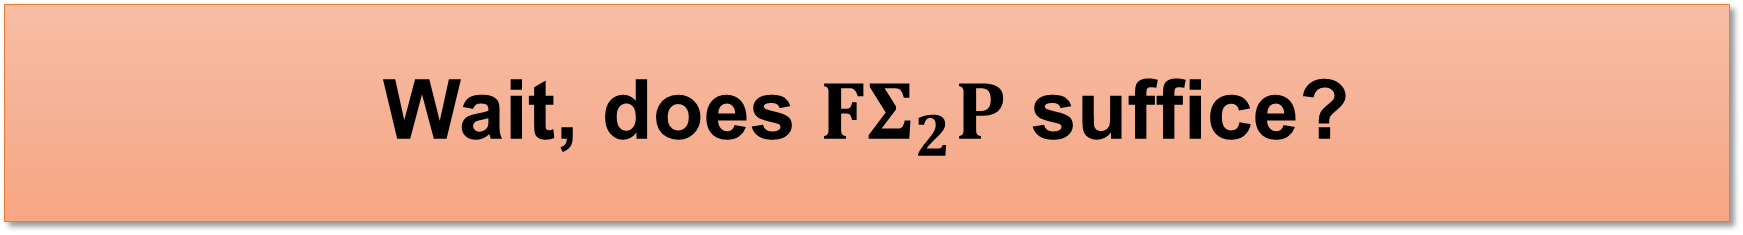 Wait, does FΣ₂P suffice?